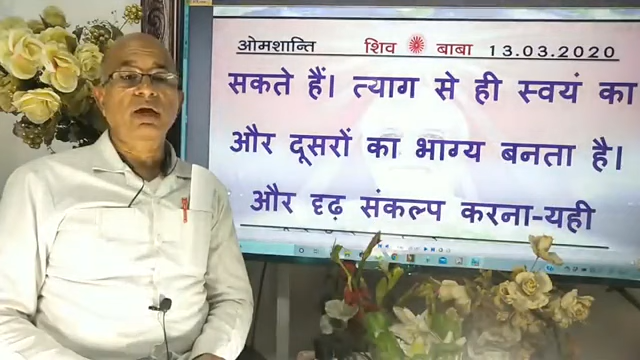 ओमशान्ति शिव बाबा 13.03.2020
सकते हैं। त्याग से ही स्वयं का
और दूसरों का भाग्य बनता है।
और दृढ़ संकल्प करना-यही